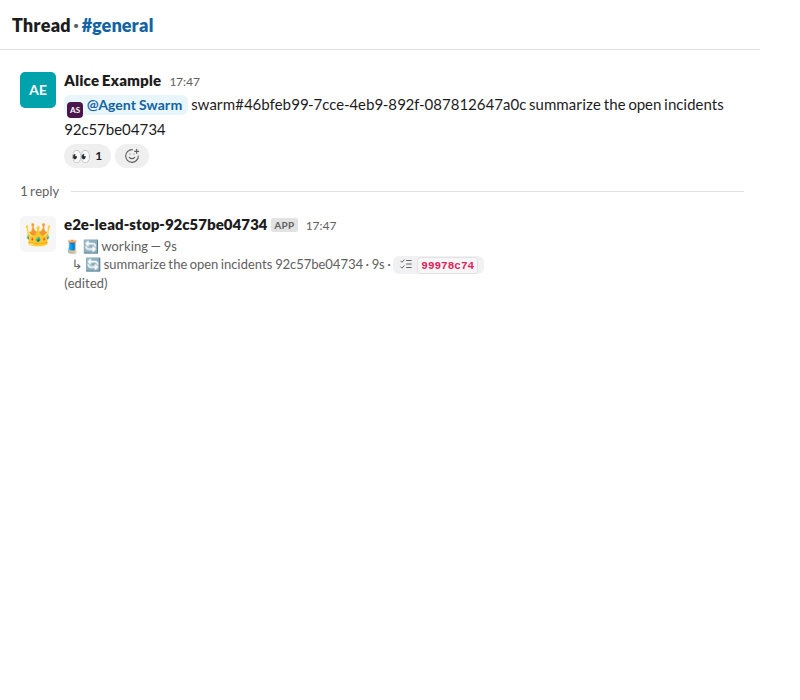 Thread • #general
AE
Alice Example 17:47
AS @Agent Swarm swarm#46bfeb99-7cce-4eb9-892f-087812647a0c summarize the open incidents
92c57be04734
👀 1
1 reply
e2e-lead-stop-92c57be04734 APP 17:47
🧵 🔄 working — 9s
↳ 🔄 summarize the open incidents 92c57be04734 · 9s · 99978c74
(edited)